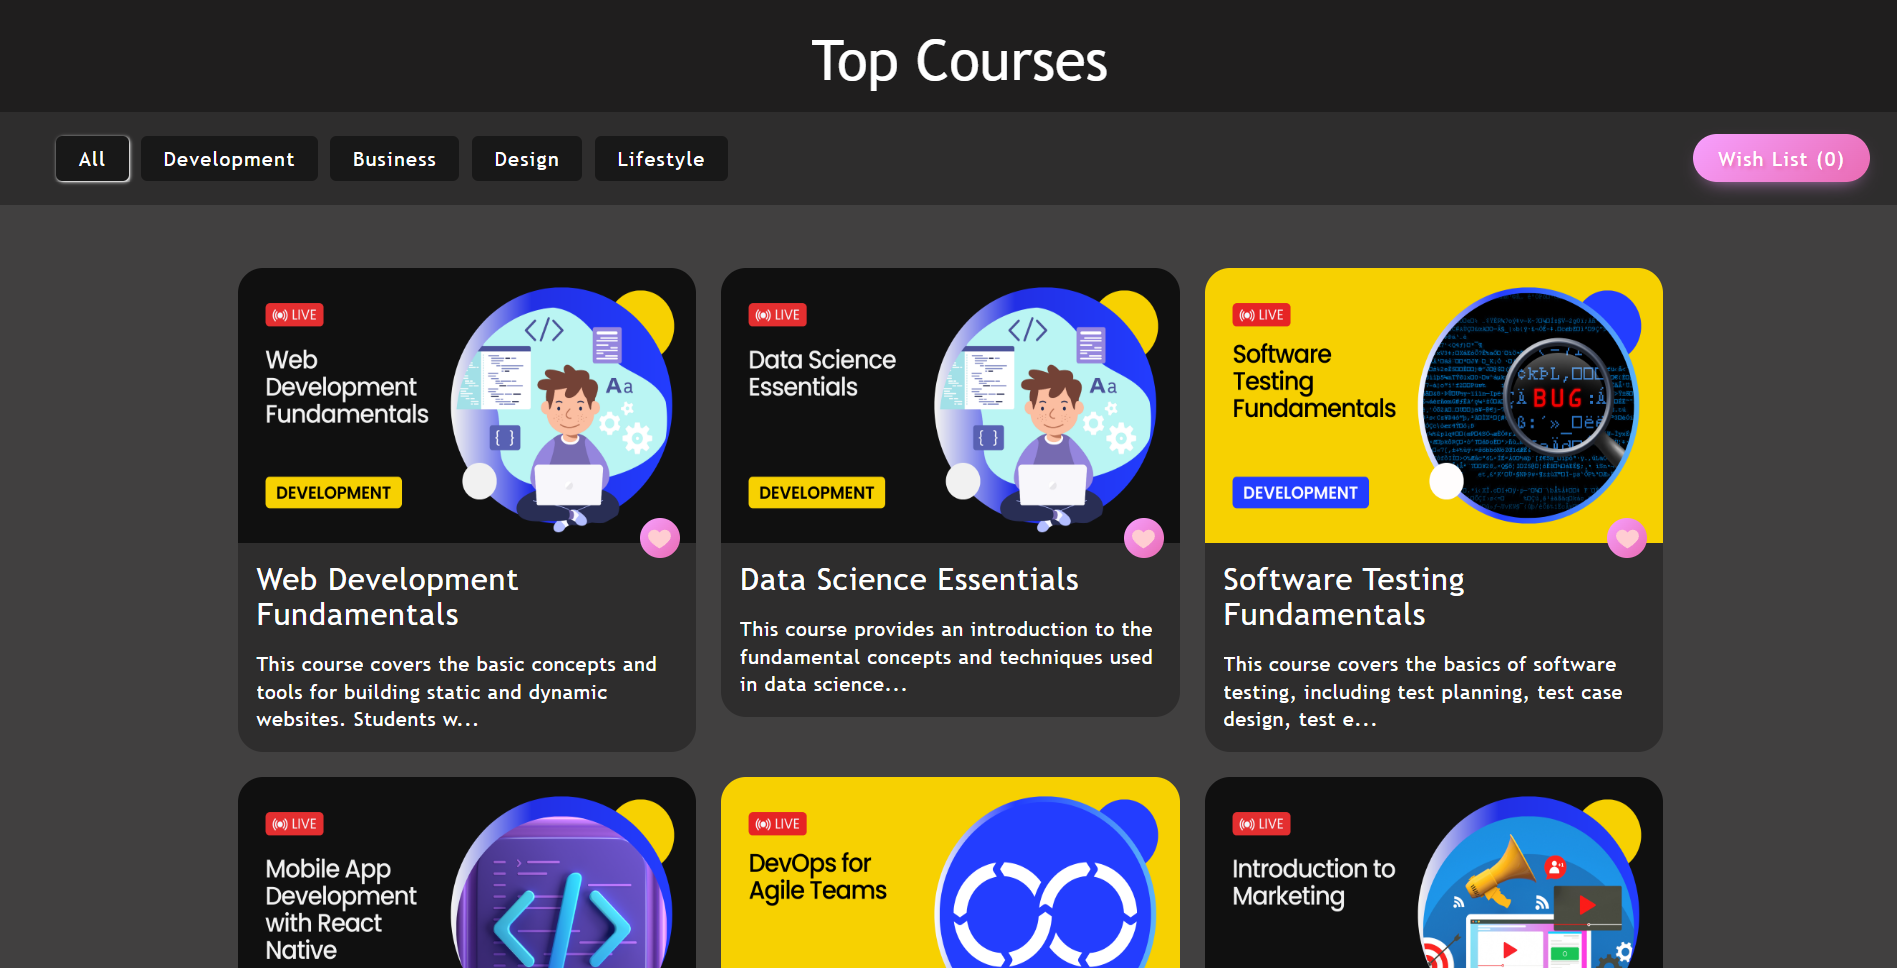 Top Courses
All
Development
Business
Design
Lifestyle
Wish List (0)
LIVE
Web
Development
Fundamentals
</>
Aa
{ }
DEVELOPMENT
Web Development
Fundamentals
This course covers the basic concepts and
tools for building static and dynamic
websites. Students w...
LIVE
Data Science
Essentials
</>
Aa
{ }
DEVELOPMENT
Data Science Essentials
This course provides an introduction to the
fundamental concepts and techniques used
in data science...
LIVE
Software
Testing
Fundamentals
BUG
DEVELOPMENT
Software Testing
Fundamentals
This course covers the basics of software
testing, including test planning, test case
design, test e...
LIVE
Mobile App
Development
with React
Native
</>
LIVE
DevOps for
Agile Teams
LIVE
Introduction to
Marketing